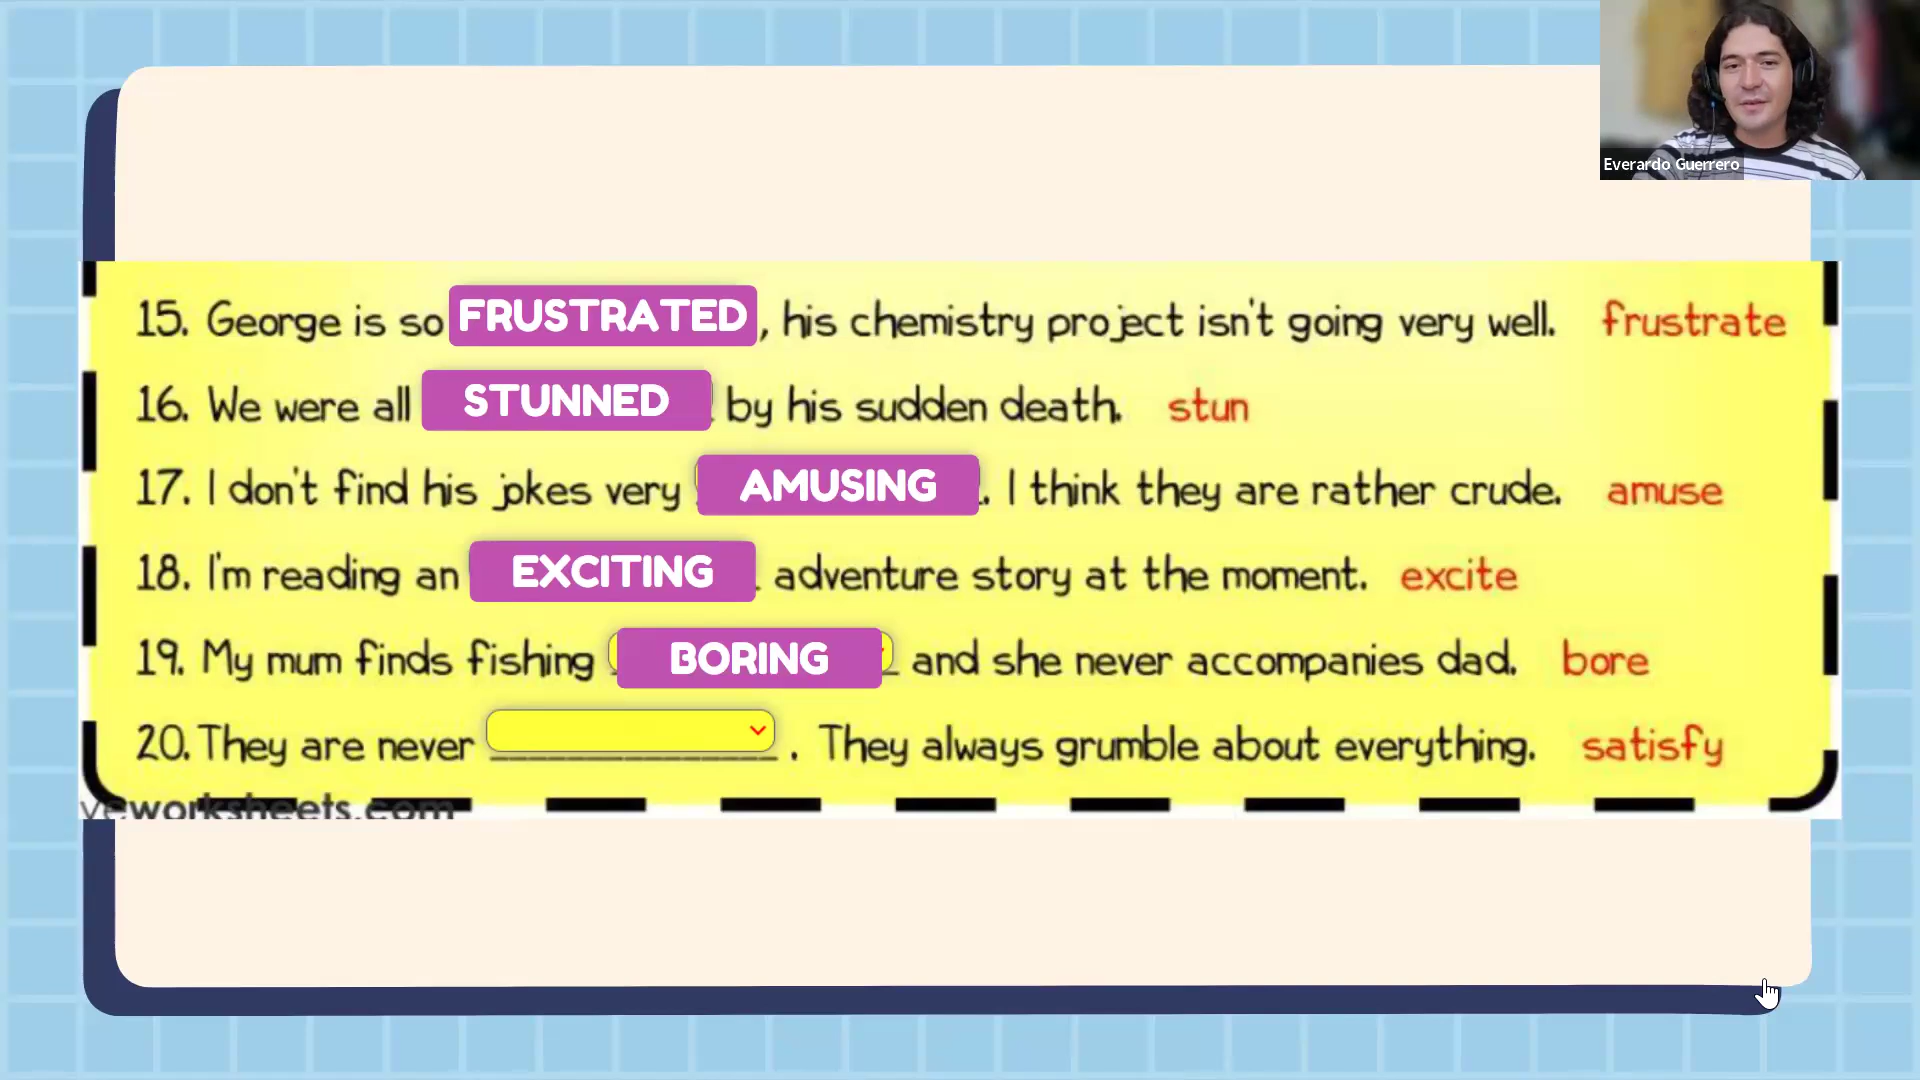 Everardo Guerrero
15. George is so FRUSTRATED, his chemistry project isn't going very well. frustrate
16. We were all STUNNED by his sudden death. stun
17. I don't find his jokes very AMUSING. I think they are rather crude. amuse
18. I'm reading an EXCITING adventure story at the moment. excite
19. My mum finds fishing BORING and she never accompanies dad. bore
20. They are never ______________. They always grumble about everything. satisfy
veworksheets.com